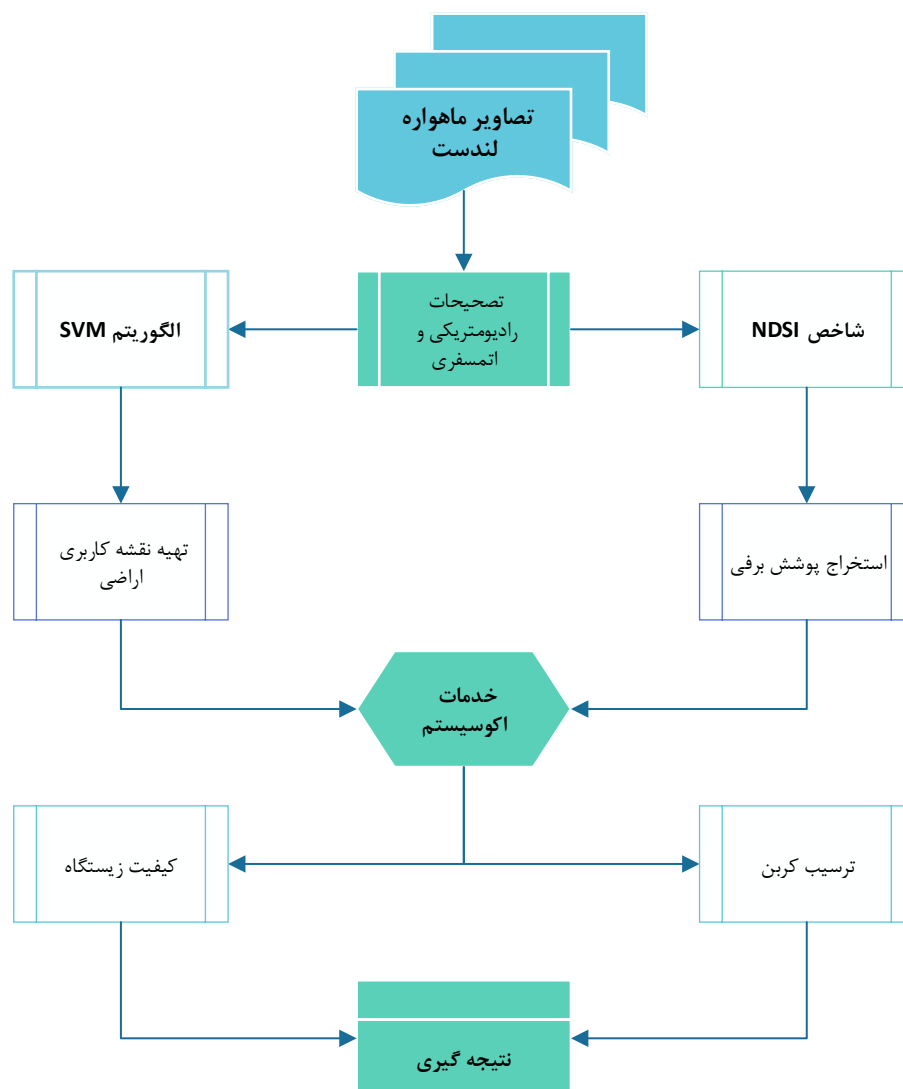 تصاویر ماهواره
لندست
تصحیحات
رادیومتریکی و
اتمسفری
شاخص NDSI
الگوریتم SVM
استخراج پوشش برفی
تهیه نقشه کاربری
اراضی
خدمات
اکوسیستم
ترسیب کربن
کیفیت زیستگاه
نتیجه گیری